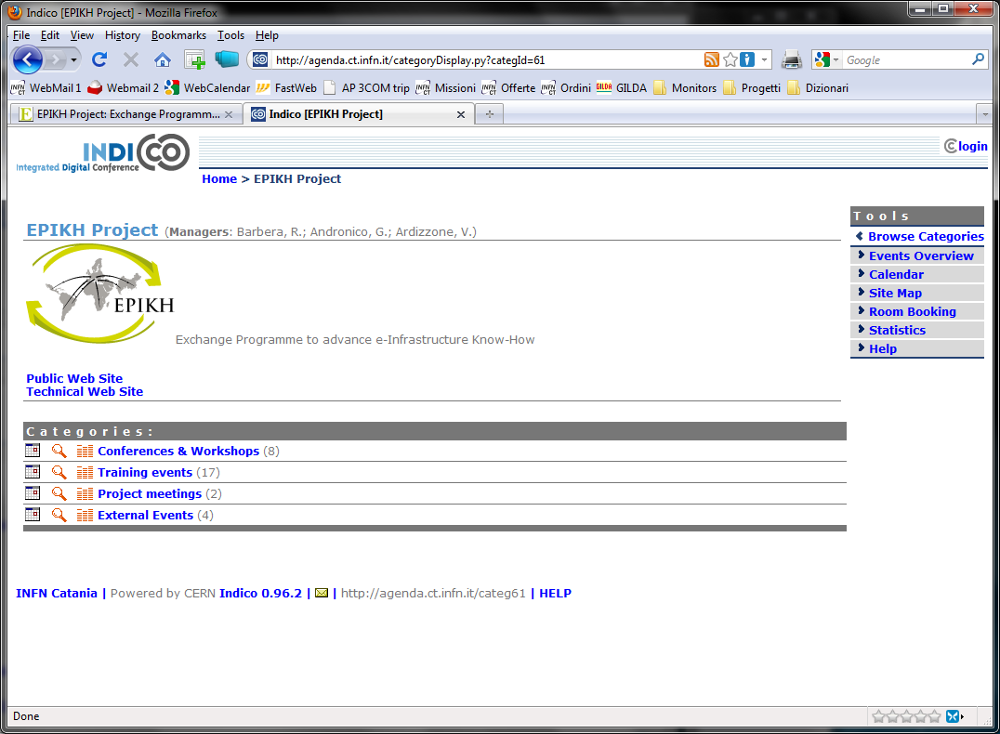 Indico [EPIKH Project] - Mozilla Firefox
File Edit View History Bookmarks Tools Help
http://agenda.ct.infn.it/categoryDisplay.py?categId=61
Google
WebMail 1 Webmail 2 WebCalendar FastWeb AP 3COM trip Missioni Offerte Ordini GILDA GILDA Monitors Progetti Dizionari
E EPIKH Project: Exchange Programm...
Indico [EPIKH Project]
INDICO
Integrated Digital Conference
login
Home > EPIKH Project
EPIKH Project (Managers: Barbera, R.; Andronico, G.; Ardizzone, V.)
EPIKH
Exchange Programme to advance e-Infrastructure Know-How
Public Web Site
Technical Web Site
Categories:
Conferences & Workshops (8)
Training events (17)
Project meetings (2)
External Events (4)
Tools
Browse Categories
Events Overview
Calendar
Site Map
Room Booking
Statistics
Help
INFN Catania | Powered by CERN Indico 0.96.2 | | http://agenda.ct.infn.it/categ61 | HELP
Done